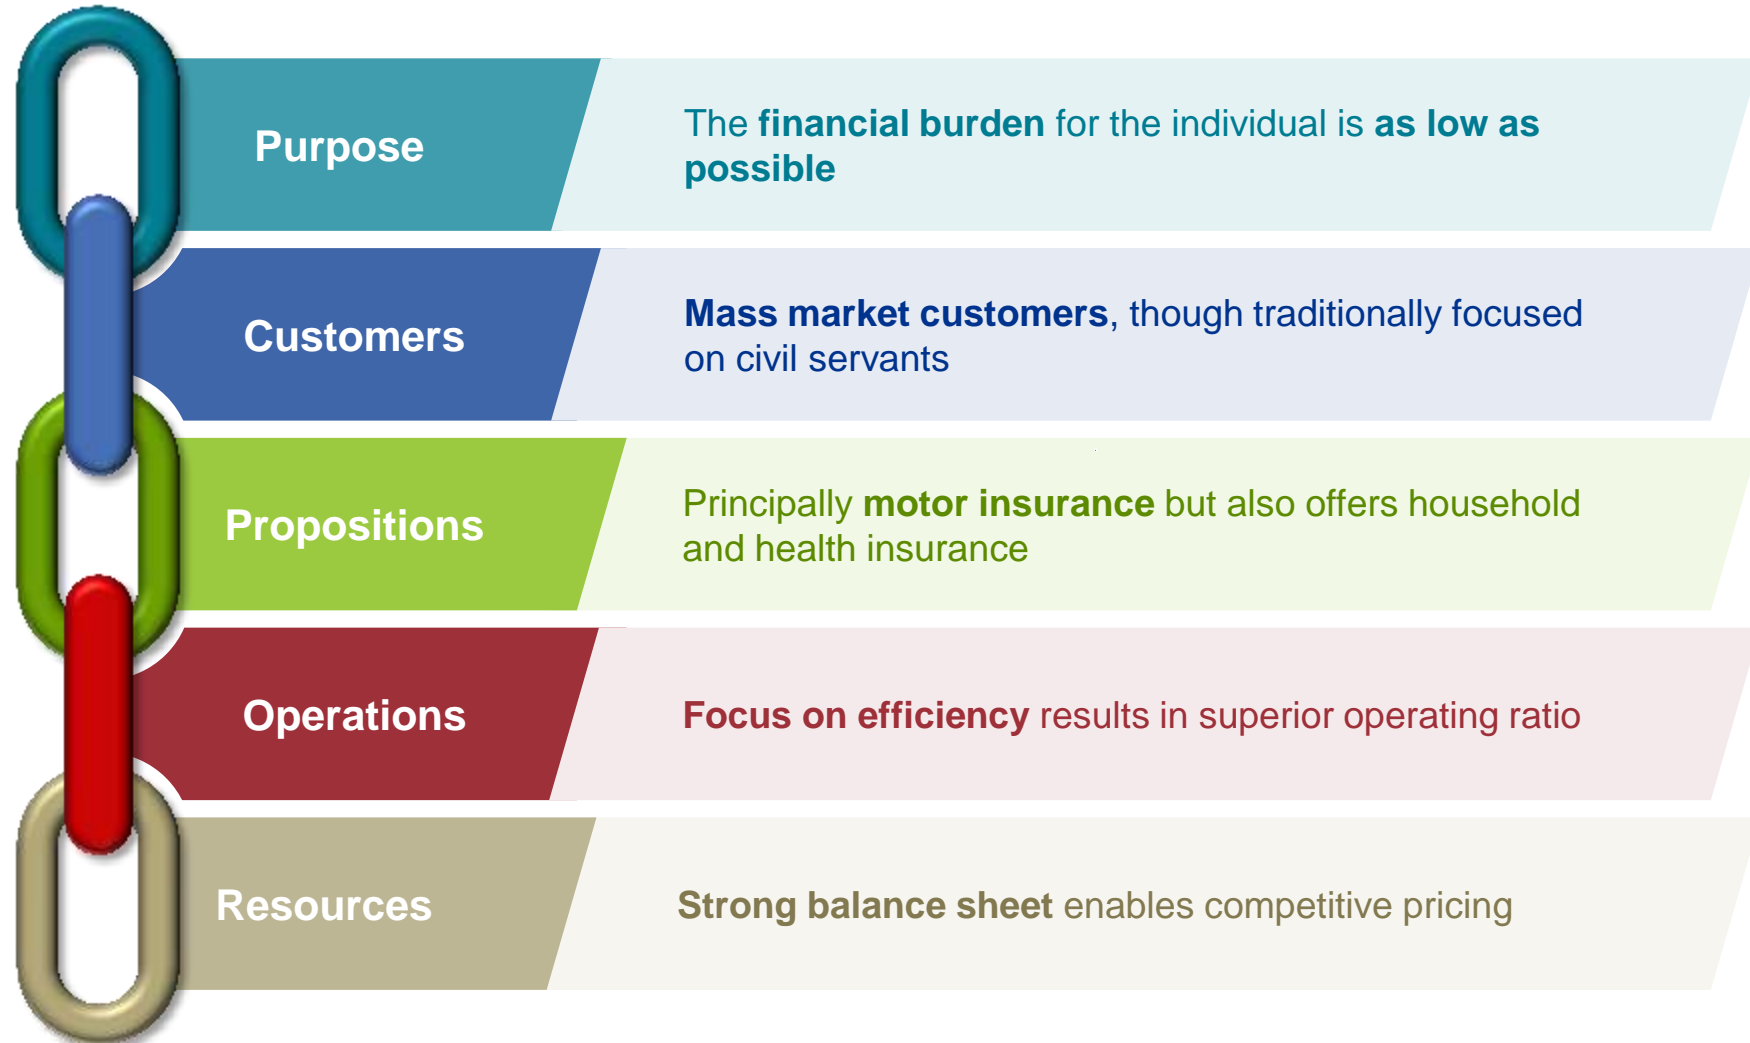 Purpose
The financial burden for the individual is as low as
possible
Customers
Mass market customers, though traditionally focused
on civil servants
Propositions
Principally motor insurance but also offers household
and health insurance
Operations
Focus on efficiency results in superior operating ratio
Resources
Strong balance sheet enables competitive pricing